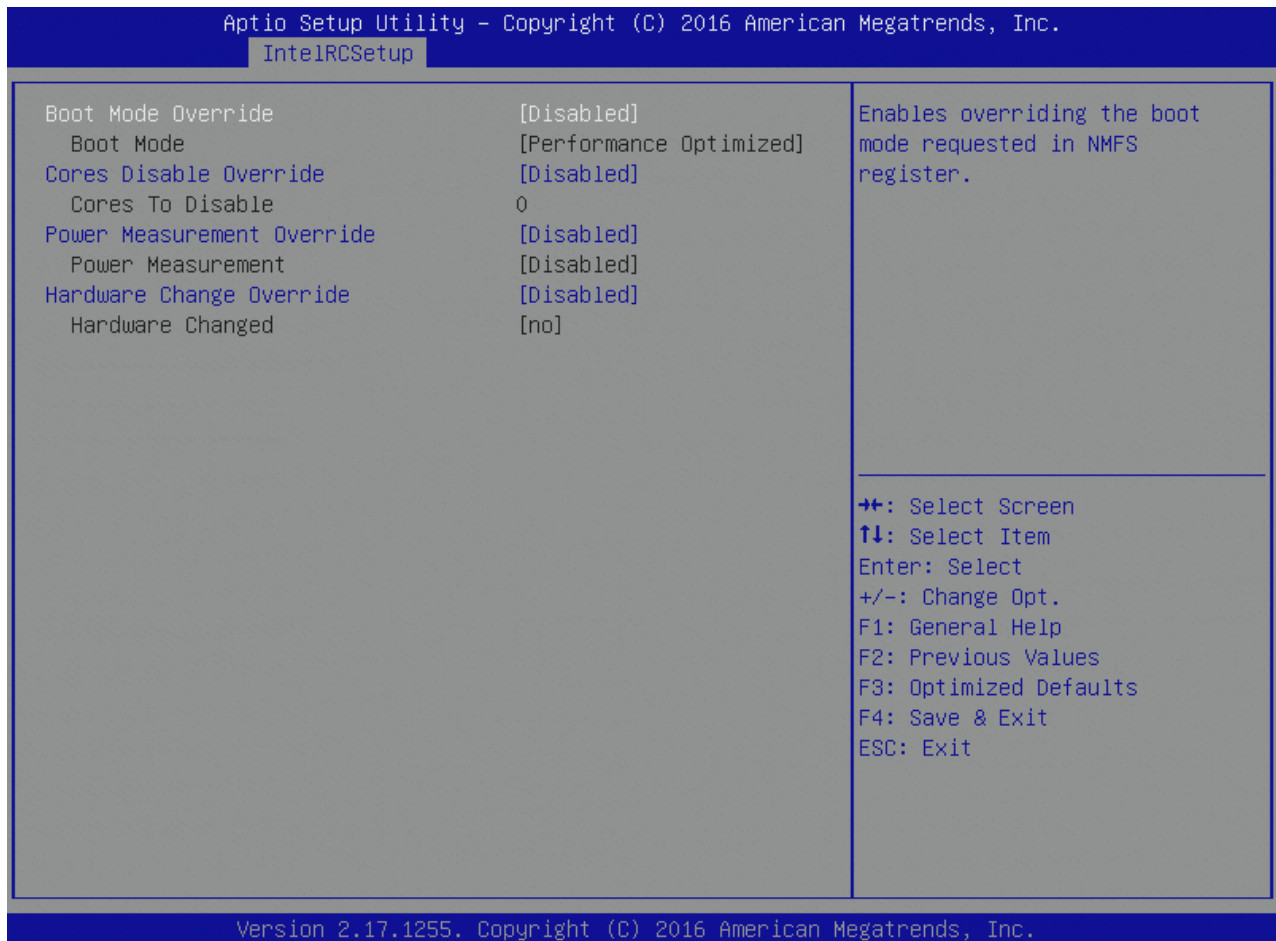 Aptio Setup Utility – Copyright (C) 2016 American Megatrends, Inc.
IntelRCSetup
Boot Mode Override [Disabled]
Boot Mode [Performance Optimized]
Cores Disable Override [Disabled]
Cores To Disable 0
Power Measurement Override [Disabled]
Power Measurement [Disabled]
Hardware Change Override [Disabled]
Hardware Changed [no]
Enables overriding the boot
mode requested in NMFS
register.
→←: Select Screen
↑↓: Select Item
Enter: Select
+/-: Change Opt.
F1: General Help
F2: Previous Values
F3: Optimized Defaults
F4: Save & Exit
ESC: Exit
Version 2.17.1255. Copyright (C) 2016 American Megatrends, Inc.